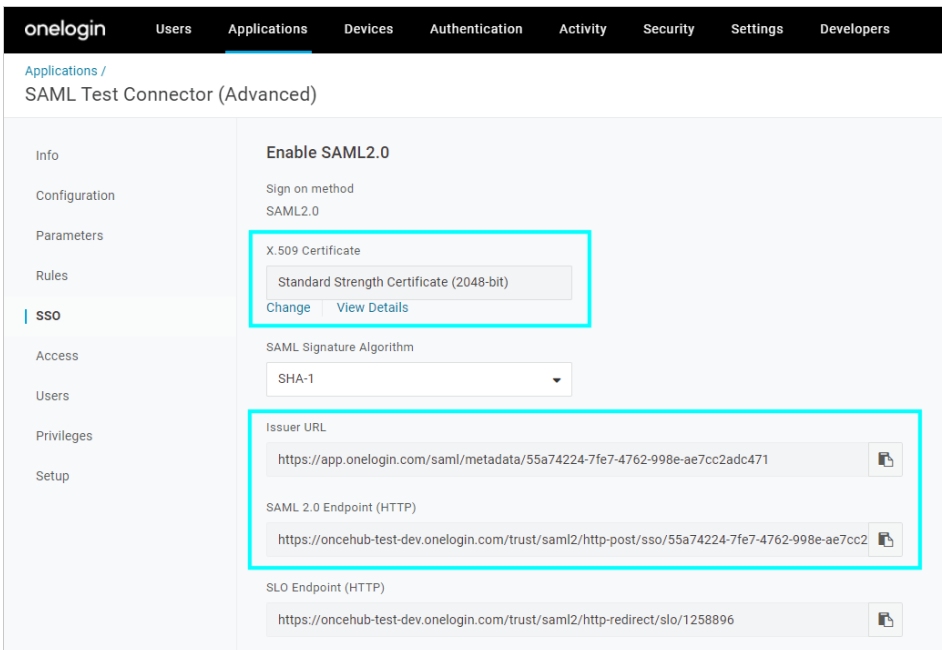 onelogin Users Applications Devices Authentication Activity Security Settings Developers
Applications /
SAML Test Connector (Advanced)
Info
Configuration
Parameters
Rules
SSO
Access
Users
Privileges
Setup
Enable SAML2.0
Sign on method
SAML2.0
X.509 Certificate
Standard Strength Certificate (2048-bit)
Change View Details
SAML Signature Algorithm
SHA-1
Issuer URL
https://app.onelogin.com/saml/metadata/55a74224-7fe7-4762-998e-ae7cc2adc471
SAML 2.0 Endpoint (HTTP)
https://oncehub-test-dev.onelogin.com/trust/saml2/http-post/sso/55a74224-7fe7-4762-998e-ae7cc2
SLO Endpoint (HTTP)
https://oncehub-test-dev.onelogin.com/trust/saml2/http-redirect/slo/1258896